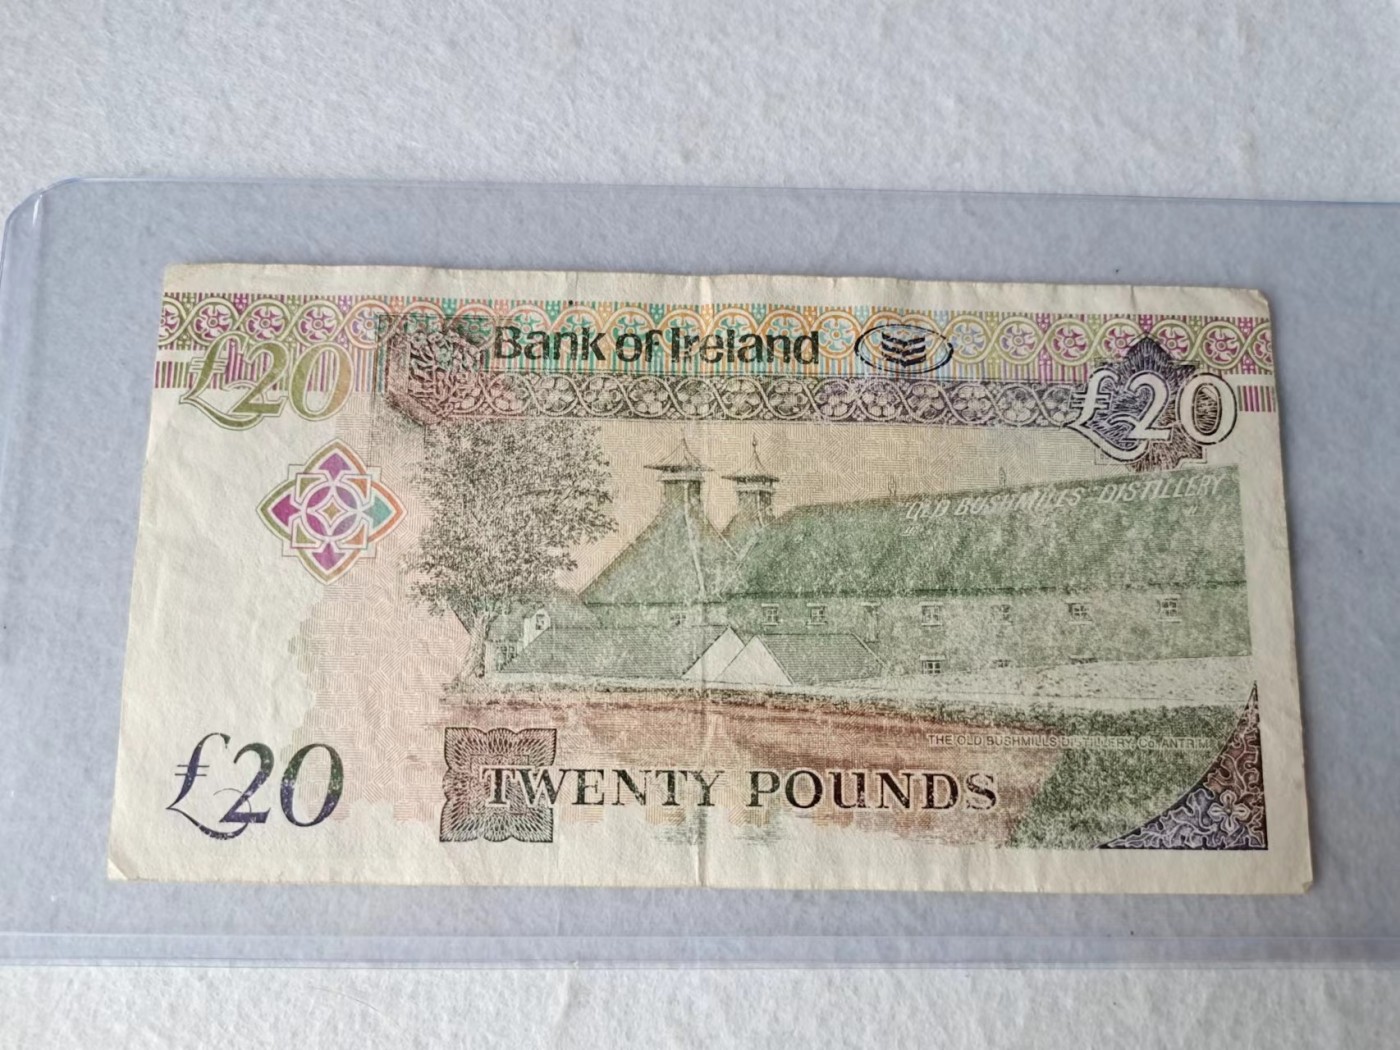 Bank of Ireland
£20
£20
OLD BUSHMILLS DISTILLERY
THE OLD BUSHMILLS DISTILLERY, Co. ANTRIM
£20
TWENTY POUNDS